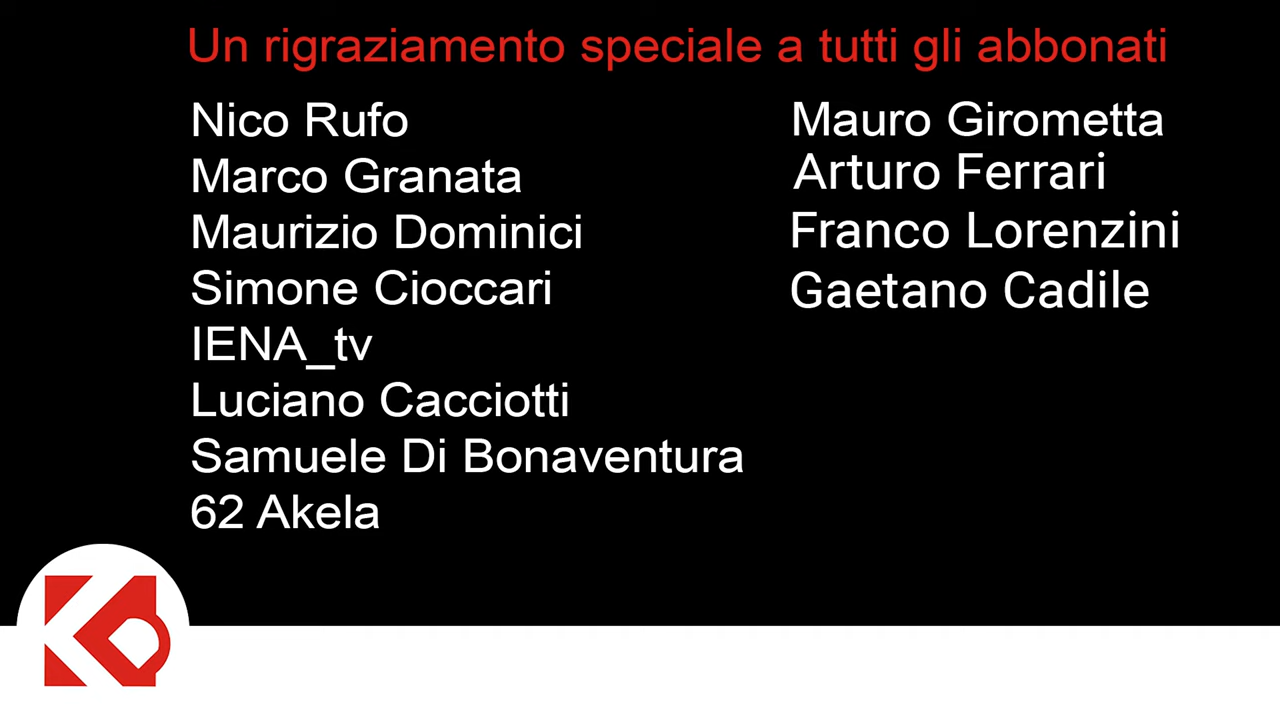 Un rigraziamento speciale a tutti gli abbonati
Nico Rufo
Marco Granata
Maurizio Dominici
Simone Cioccari
IENA_tv
Luciano Cacciotti
Samuele Di Bonaventura
62 Akela
Mauro Girometta
Arturo Ferrari
Franco Lorenzini
Gaetano Cadile